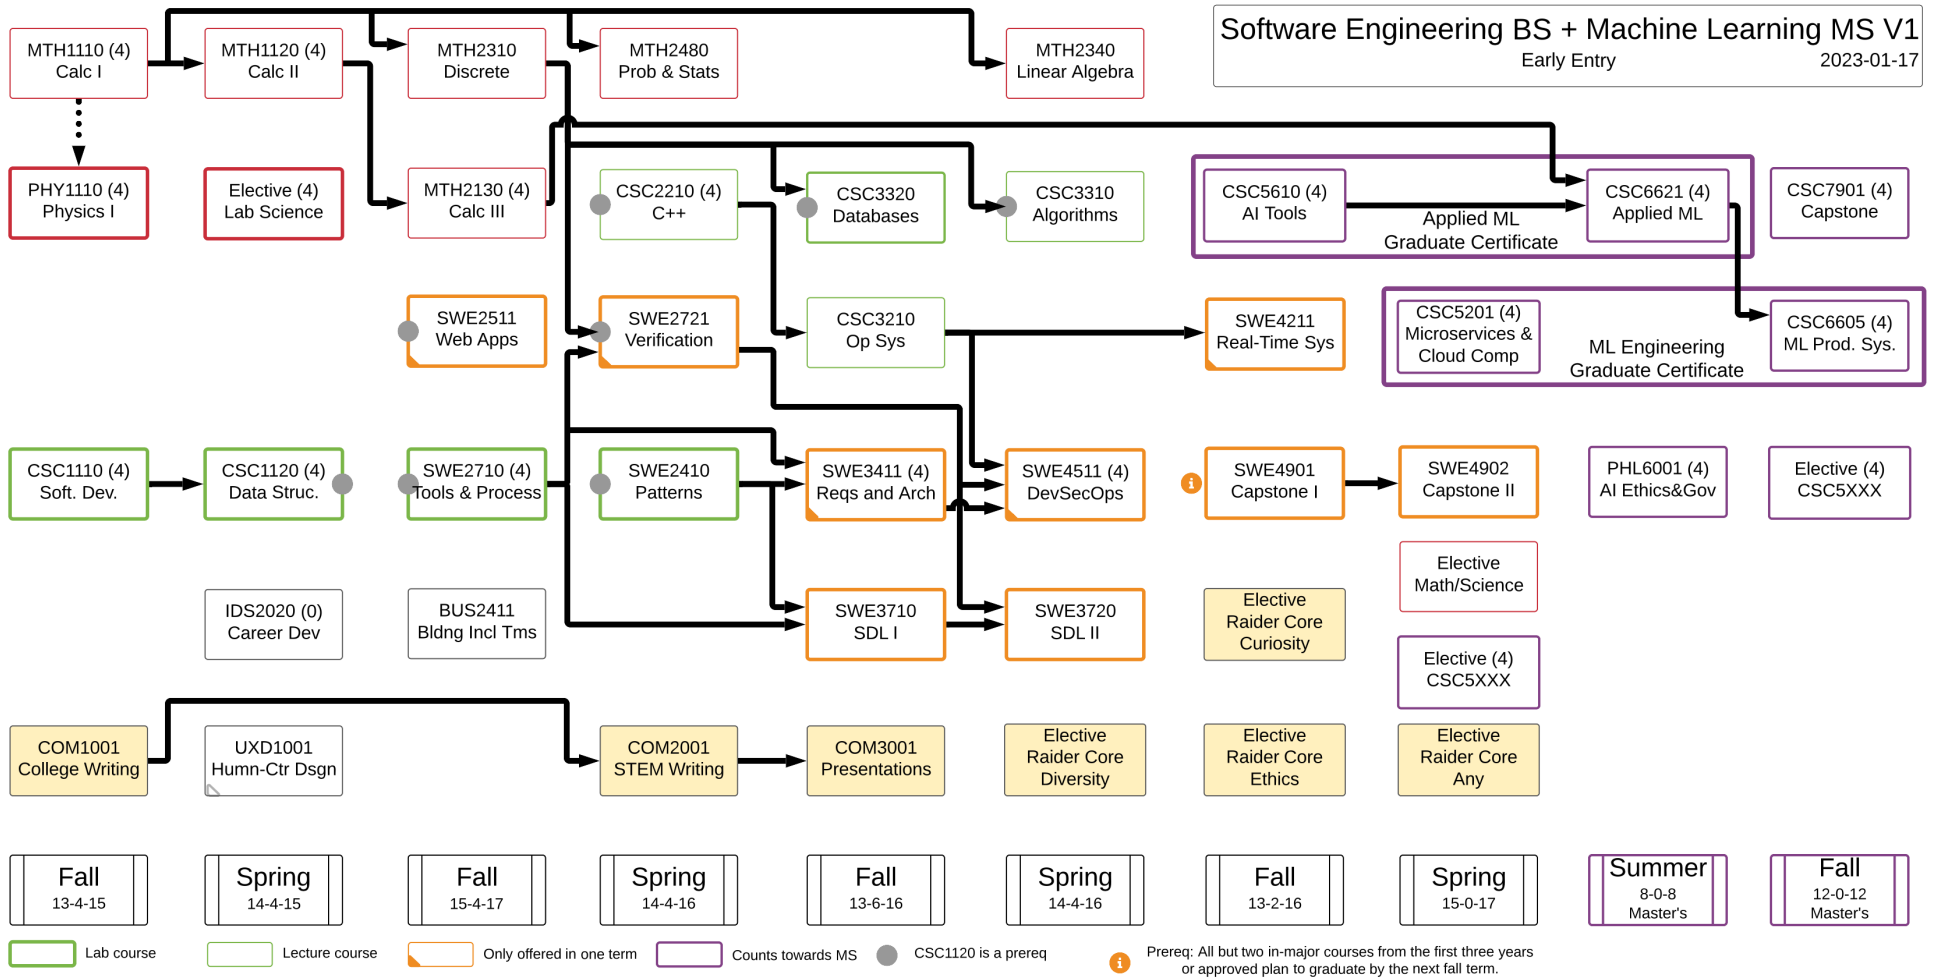 Software Engineering BS + Machine Learning MS V1
Early Entry
2023-01-17
MTH1110 (4)
Calc I
MTH1120 (4)
Calc II
MTH2310
Discrete
MTH2480
Prob & Stats
MTH2340
Linear Algebra
PHY1110 (4)
Physics I
Elective (4)
Lab Science
MTH2130 (4)
Calc III
CSC2210 (4)
C++
CSC3320
Databases
CSC3310
Algorithms
CSC5610 (4)
AI Tools
Applied ML
Graduate Certificate
CSC6621 (4)
Applied ML
CSC7901 (4)
Capstone
SWE2511
Web Apps
SWE2721
Verification
CSC3210
Op Sys
SWE4211
Real-Time Sys
CSC5201 (4)
Microservices &
Cloud Comp
ML Engineering
Graduate Certificate
CSC6605 (4)
ML Prod. Sys.
CSC1110 (4)
Soft. Dev.
CSC1120 (4)
Data Struc.
SWE2710 (4)
Tools & Process
SWE2410
Patterns
SWE3411 (4)
Reqs and Arch
SWE4511 (4)
DevSecOps
i
SWE4901
Capstone I
SWE4902
Capstone II
PHL6001 (4)
AI Ethics&Gov
Elective (4)
CSC5XXX
Elective
Math/Science
IDS2020 (0)
Career Dev
BUS2411
Bldng Incl Tms
SWE3710
SDL I
SWE3720
SDL II
Elective
Raider Core
Curiosity
Elective (4)
CSC5XXX
COM1001
College Writing
UXD1001
Humn-Ctr Dsgn
COM2001
STEM Writing
COM3001
Presentations
Elective
Raider Core
Diversity
Elective
Raider Core
Ethics
Elective
Raider Core
Any
Fall
13-4-15
Spring
14-4-15
Fall
15-4-17
Spring
14-4-16
Fall
13-6-16
Spring
14-4-16
Fall
13-2-16
Spring
15-0-17
Summer
8-0-8
Master's
Fall
12-0-12
Master's
Lab course
Lecture course
Only offered in one term
Counts towards MS
CSC1120 is a prereq
i
Prereq: All but two in-major courses from the first three years
or approved plan to graduate by the next fall term.